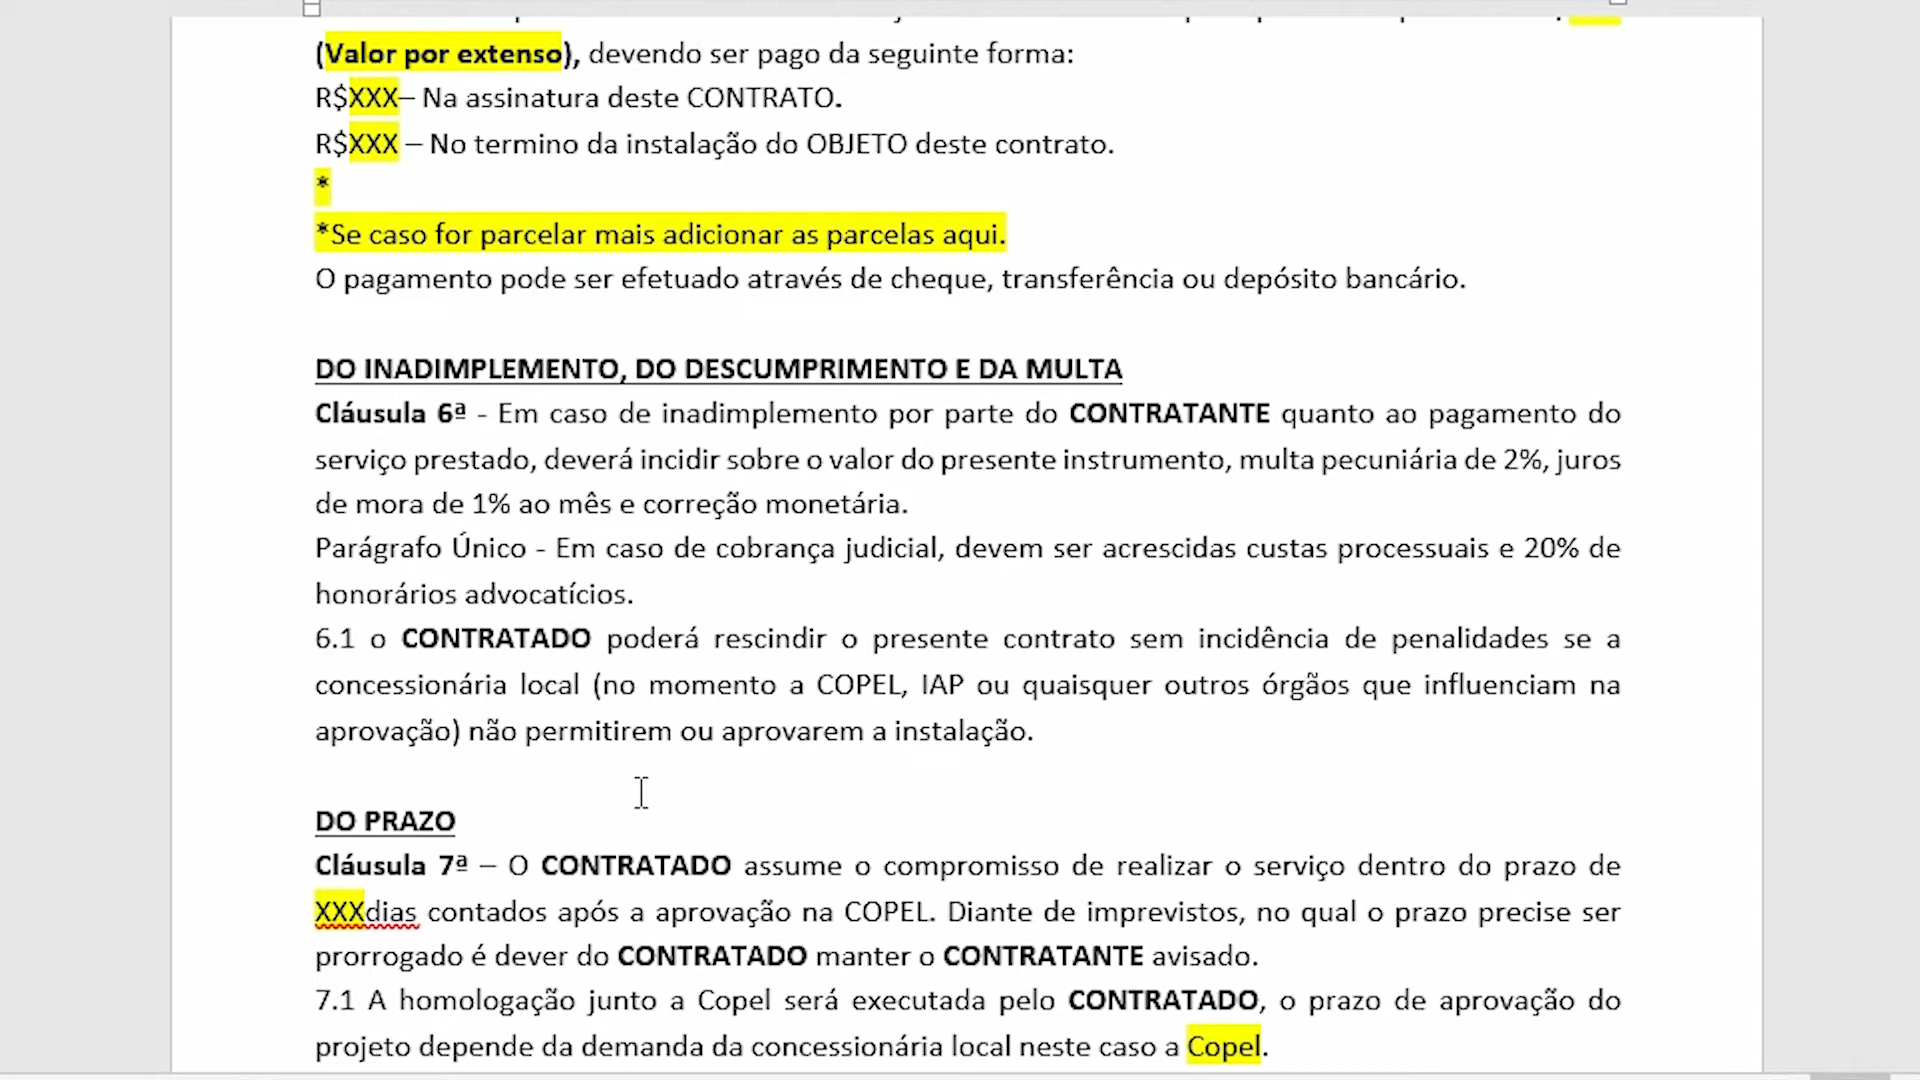 (Valor por extenso), devendo ser pago da seguinte forma:
R$XXX– Na assinatura deste CONTRATO.
R$XXX – No termino da instalação do OBJETO deste contrato.
*
*Se caso for parcelar mais adicionar as parcelas aqui.
O pagamento pode ser efetuado através de cheque, transferência ou depósito bancário.
DO INADIMPLEMENTO, DO DESCUMPRIMENTO E DA MULTA
Cláusula 6ª - Em caso de inadimplemento por parte do CONTRATANTE quanto ao pagamento do
serviço prestado, deverá incidir sobre o valor do presente instrumento, multa pecuniária de 2%, juros
de mora de 1% ao mês e correção monetária.
Parágrafo Único - Em caso de cobrança judicial, devem ser acrescidas custas processuais e 20% de
honorários advocatícios.
6.1 o CONTRATADO poderá rescindir o presente contrato sem incidência de penalidades se a
concessionária local (no momento a COPEL, IAP ou quaisquer outros órgãos que influenciam na
aprovação) não permitirem ou aprovarem a instalação.
DO PRAZO
Cláusula 7ª – O CONTRATADO assume o compromisso de realizar o serviço dentro do prazo de
XXXdias contados após a aprovação na COPEL. Diante de imprevistos, no qual o prazo precise ser
prorrogado é dever do CONTRATADO manter o CONTRATANTE avisado.
7.1 A homologação junto a Copel será executada pelo CONTRATADO, o prazo de aprovação do
projeto depende da demanda da concessionária local neste caso a Copel.